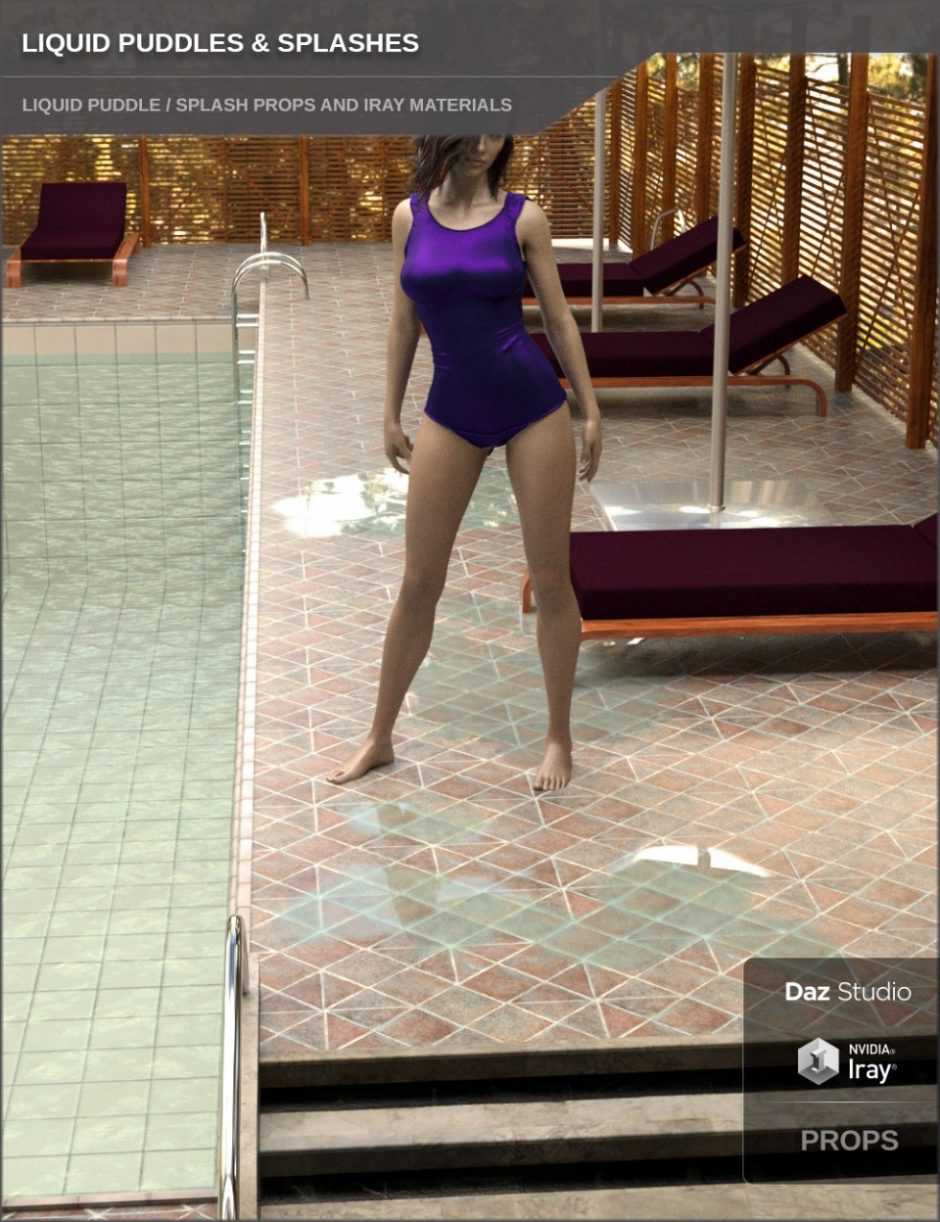 LIQUID PUDDLES & SPLASHES
LIQUID PUDDLE / SPLASH PROPS AND IRAY MATERIALS
Daz Studio
NVIDIA®
Iray®
PROPS